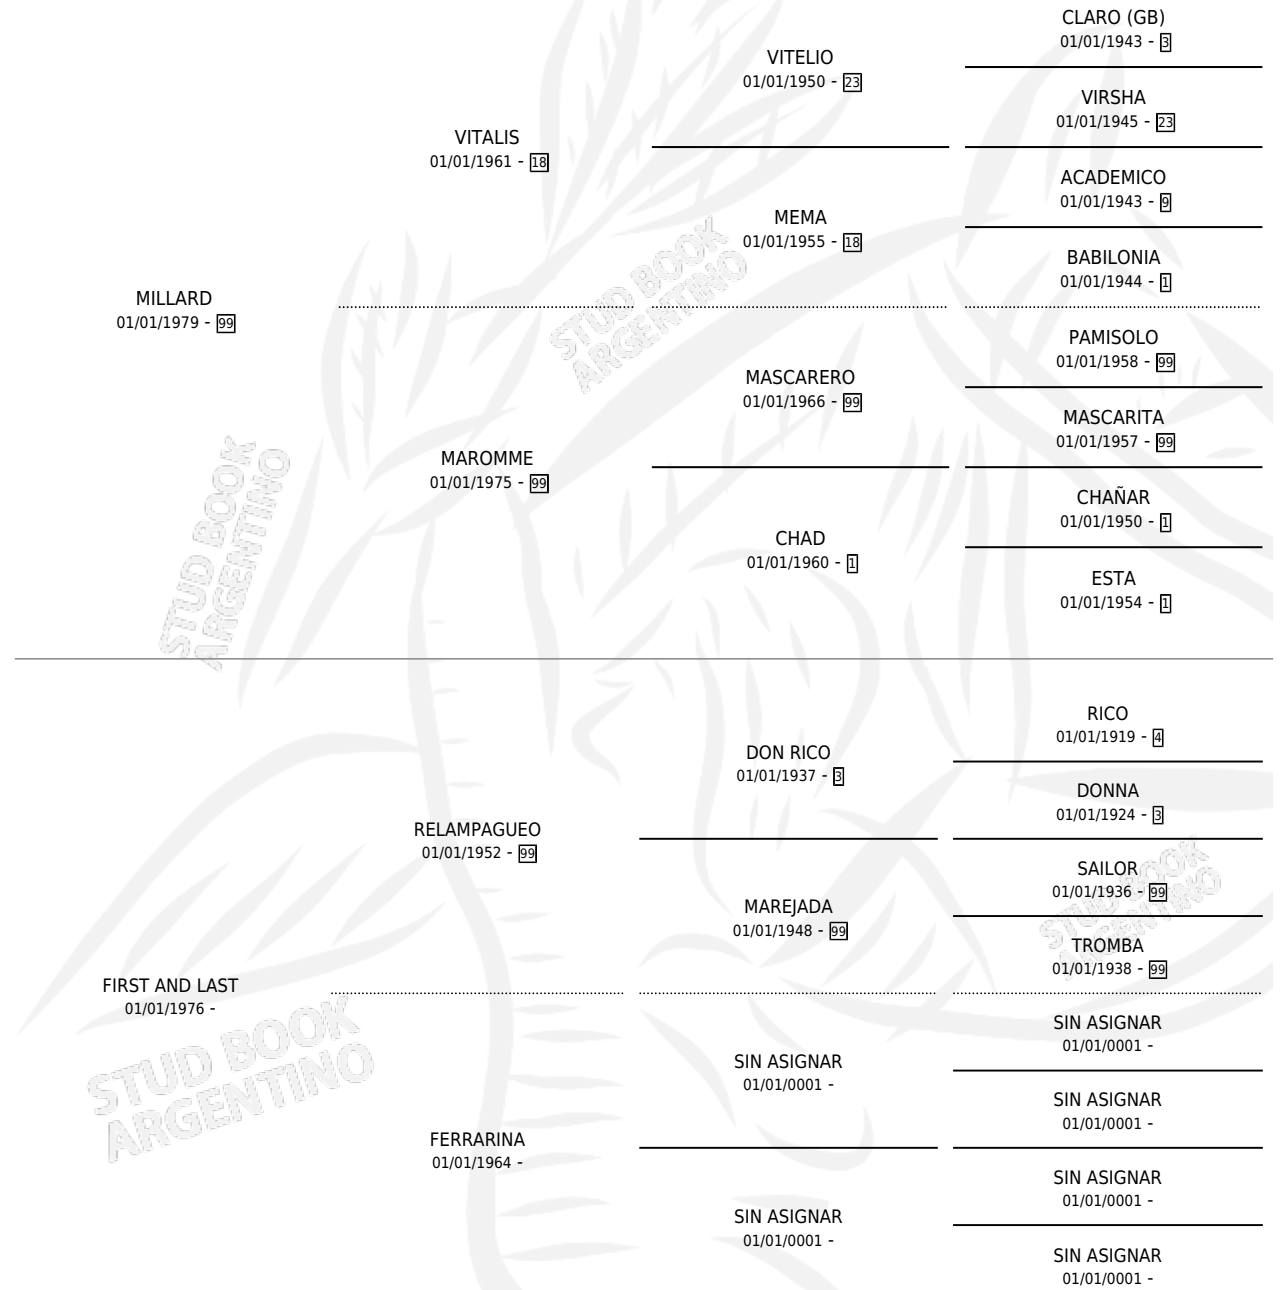 CLARO (GB)
01/01/1943 - 3
VITELIO
01/01/1950 - 23
VIRSHA
01/01/1945 - 23
VITALIS
01/01/1961 - 18
ACADEMICO
01/01/1943 - 9
MEMA
01/01/1955 - 18
BABILONIA
01/01/1944 - 1
MILLARD
01/01/1979 - 99
PAMISOLO
01/01/1958 - 99
MASCARERO
01/01/1966 - 99
MASCARITA
01/01/1957 - 99
MAROMME
01/01/1975 - 99
CHAÑAR
01/01/1950 - 1
CHAD
01/01/1960 - 1
ESTA
01/01/1954 - 1
RICO
01/01/1919 - 4
DON RICO
01/01/1937 - 3
DONNA
01/01/1924 - 3
RELAMPAGUEO
01/01/1952 - 99
SAILOR
01/01/1936 - 99
MAREJADA
01/01/1948 - 99
TROMBA
01/01/1938 - 99
FIRST AND LAST
01/01/1976 -
SIN ASIGNAR
01/01/0001 -
SIN ASIGNAR
01/01/0001 -
SIN ASIGNAR
01/01/0001 -
FERRARINA
01/01/1964 -
SIN ASIGNAR
01/01/0001 -
SIN ASIGNAR
01/01/0001 -
SIN ASIGNAR
01/01/0001 -
STUD BOOK
ARGENTINO
STUD BOOK
ARGENTINO
STUD BOOK
ARGENTINO
STUD BOOK
ARGENTINO